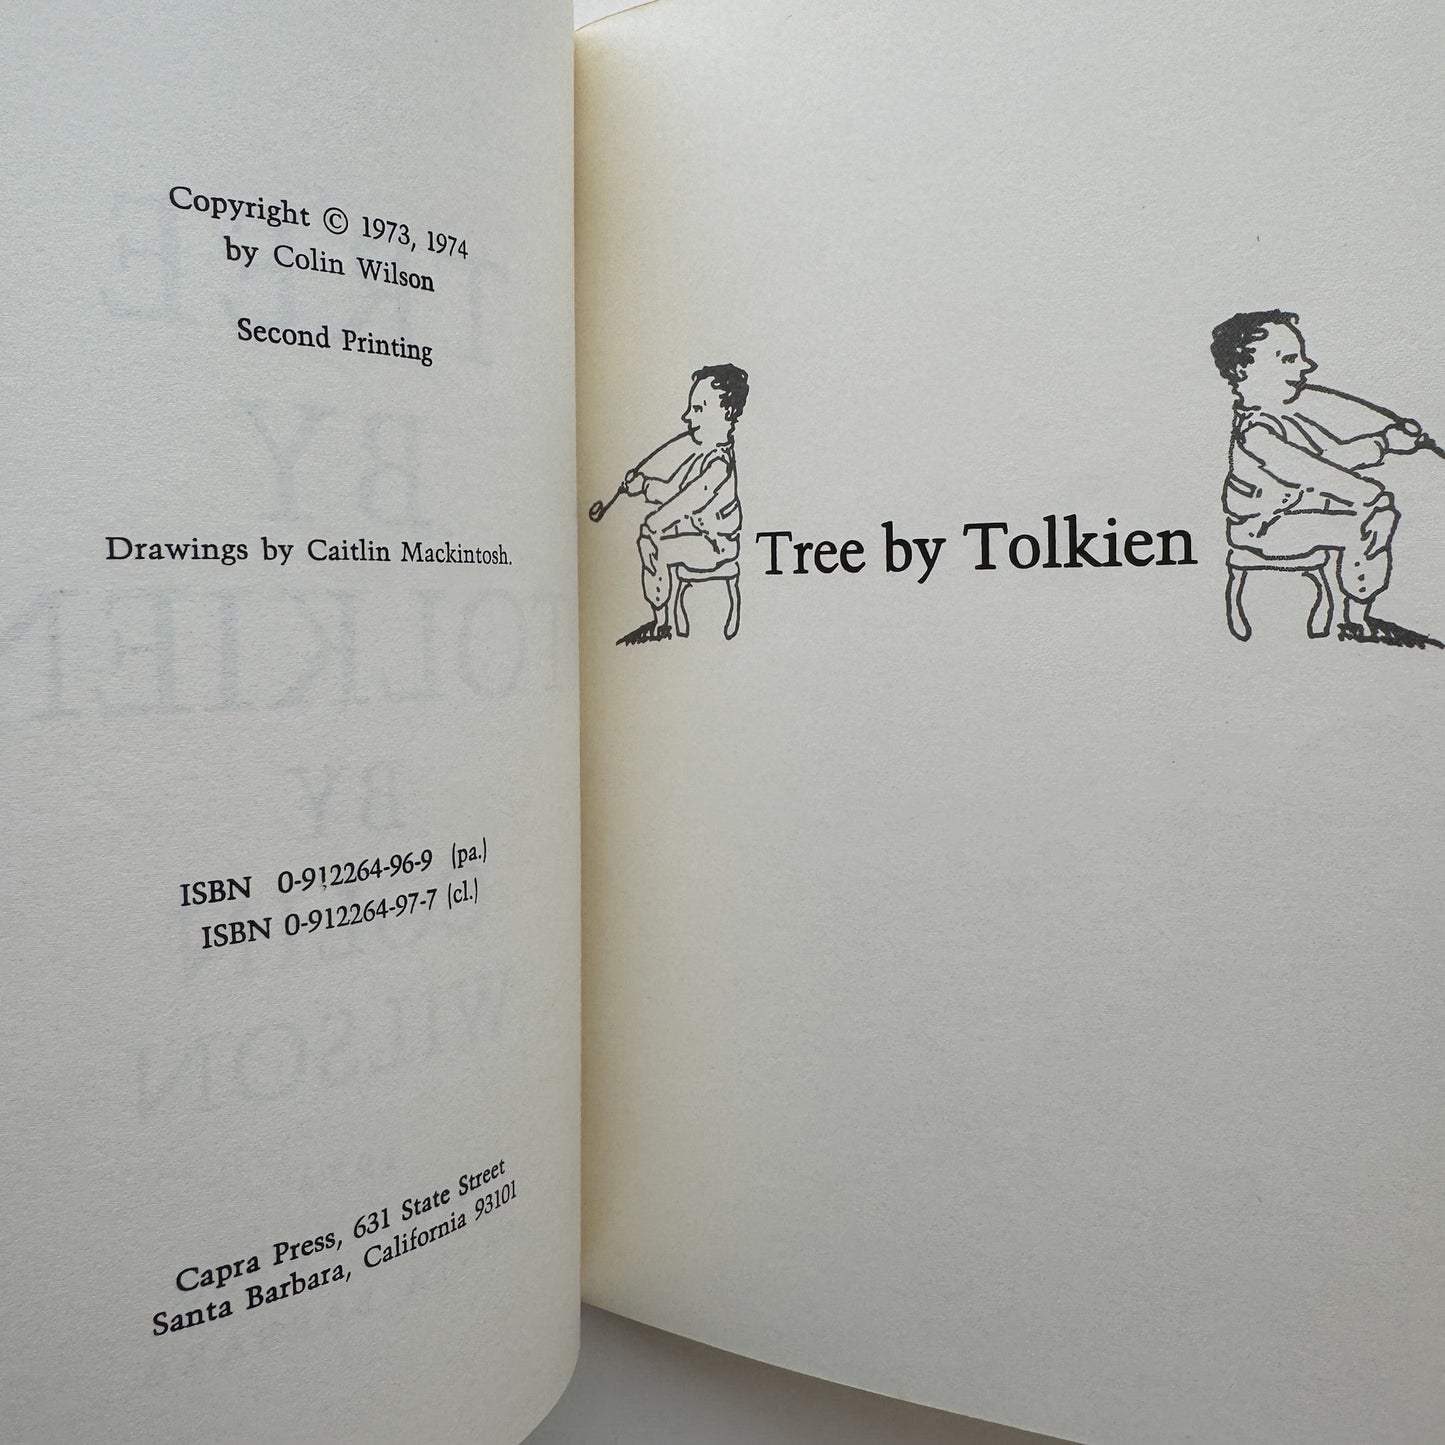 Copyright © 1973, 1974
by Colin Wilson
Second Printing
Drawings by Caitlin Mackintosh.
ISBN 0-912264-96-9 (pa.)
ISBN 0-912264-97-7 (cl.)
Capra Press, 631 State Street
Santa Barbara, California 93101
Tree by Tolkien